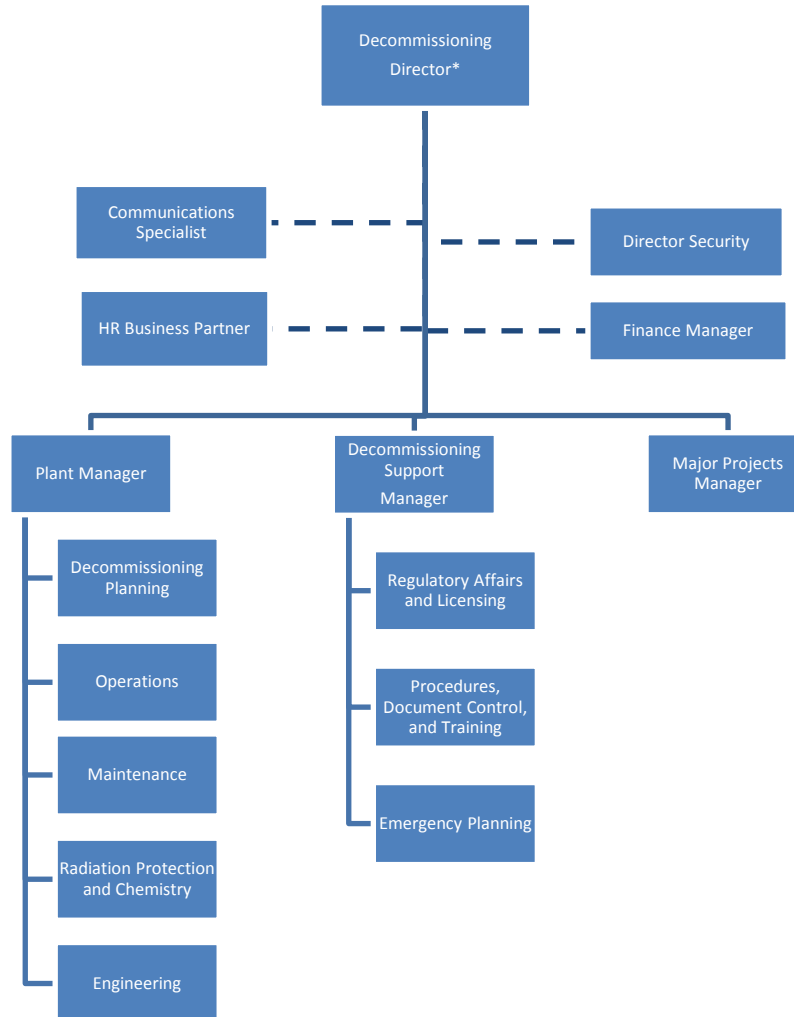 Decommissioning
Director*
Communications
Specialist
Director Security
HR Business Partner
Finance Manager
Plant Manager
Decommissioning
Support
Manager
Major Projects
Manager
Decommissioning
Planning
Operations
Maintenance
Radiation Protection
and Chemistry
Engineering
Regulatory Affairs
and Licensing
Procedures,
Document Control,
and Training
Emergency Planning